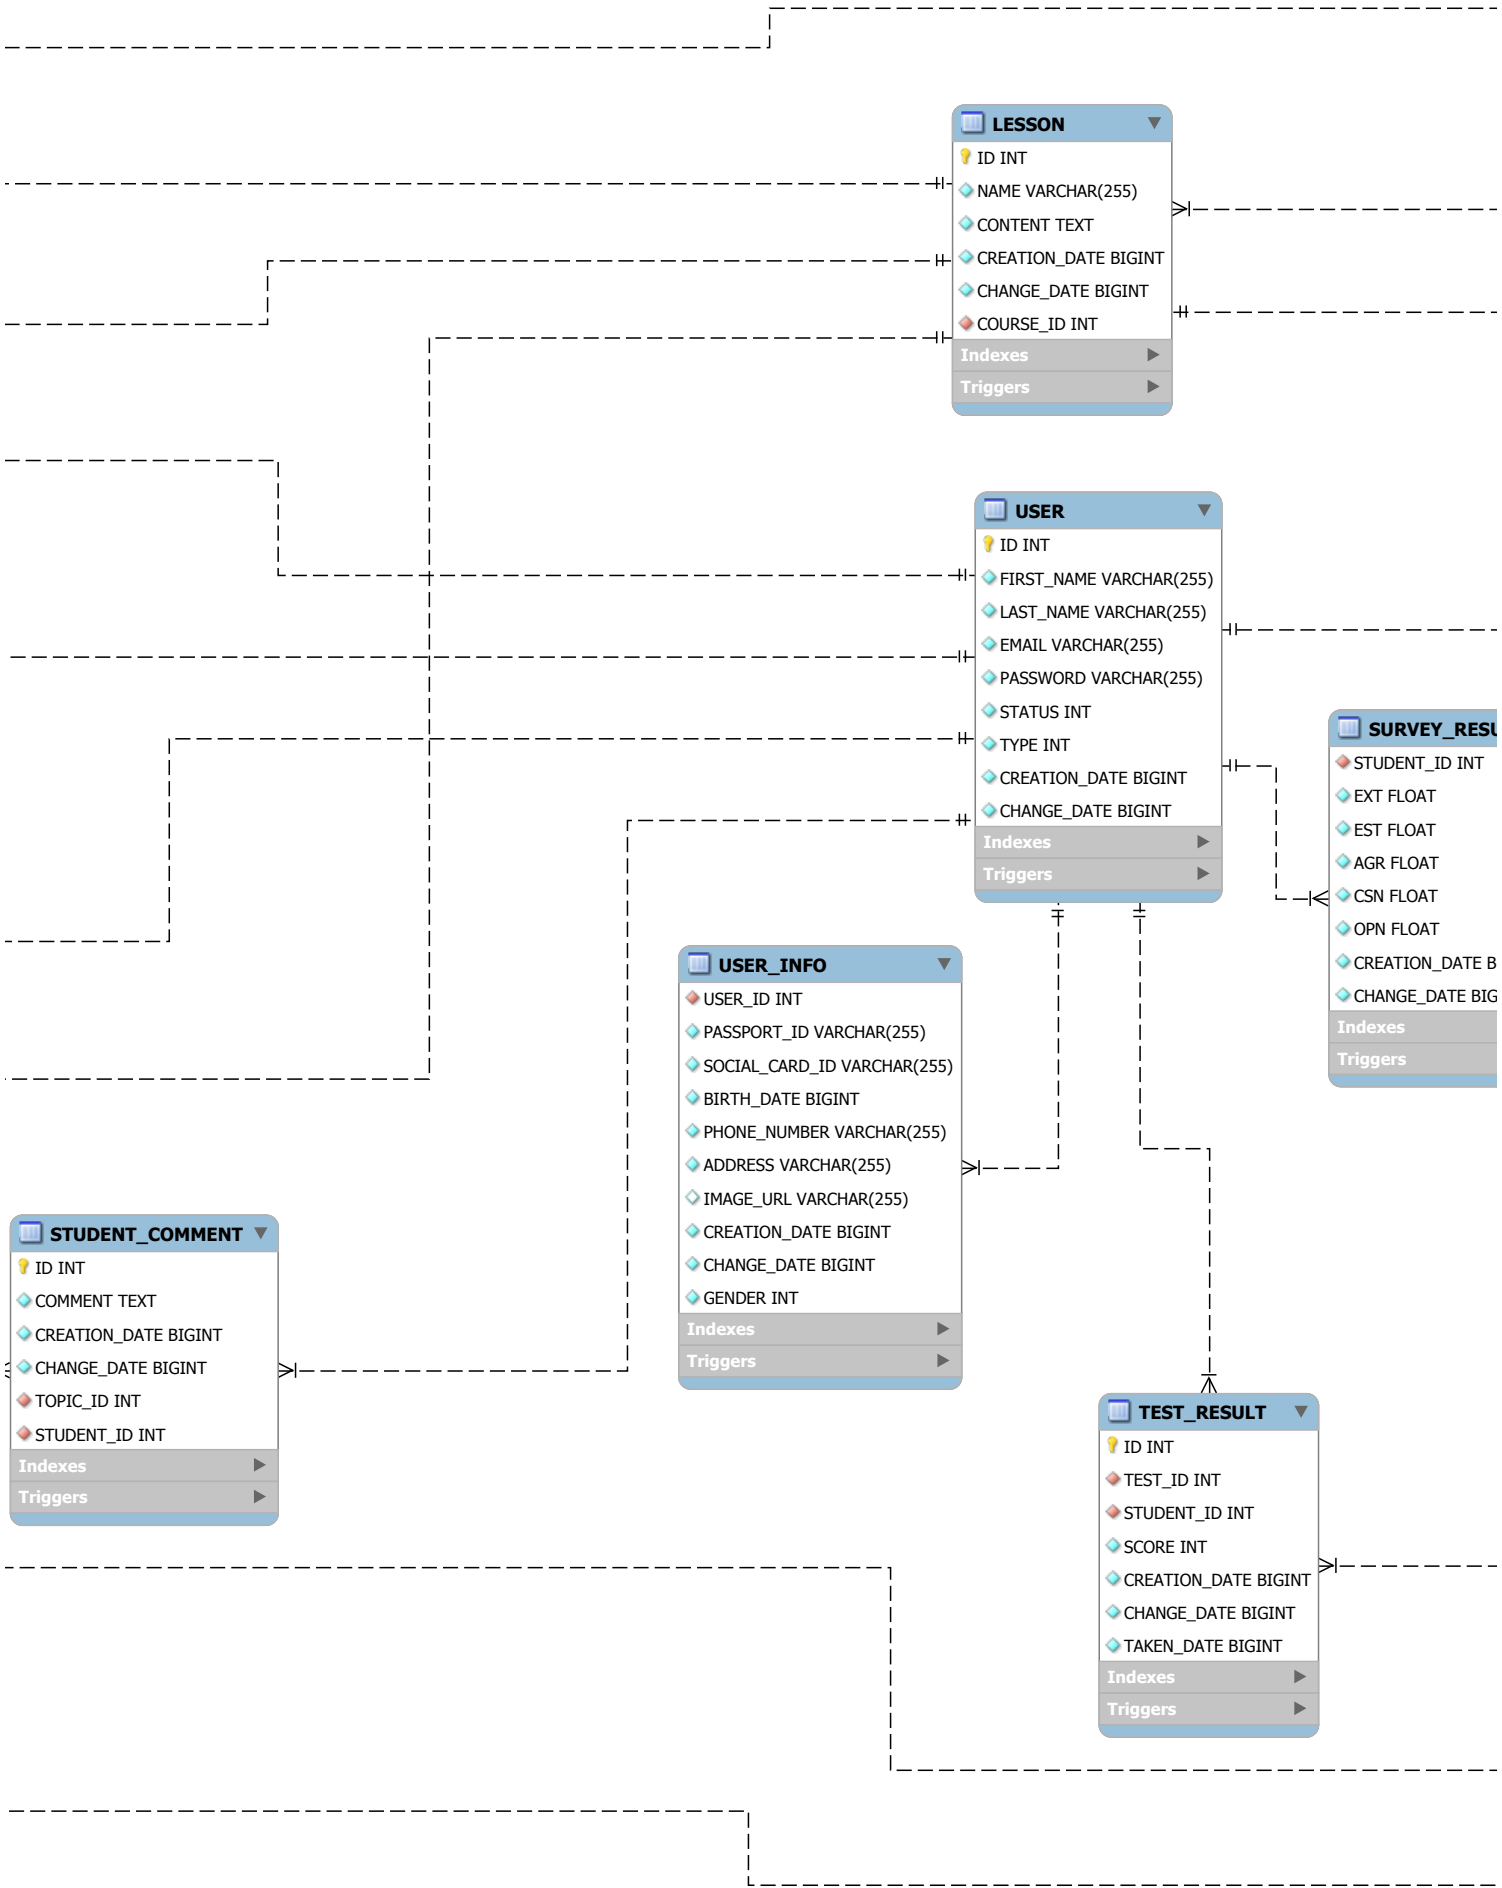 LESSON
ID INT
NAME VARCHAR(255)
CONTENT TEXT
CREATION_DATE BIGINT
CHANGE_DATE BIGINT
COURSE_ID INT
Indexes
Triggers
USER
ID INT
FIRST_NAME VARCHAR(255)
LAST_NAME VARCHAR(255)
EMAIL VARCHAR(255)
PASSWORD VARCHAR(255)
STATUS INT
TYPE INT
CREATION_DATE BIGINT
CHANGE_DATE BIGINT
Indexes
Triggers
SURVEY_RESU
STUDENT_ID INT
EXT FLOAT
EST FLOAT
AGR FLOAT
CSN FLOAT
OPN FLOAT
CREATION_DATE B
CHANGE_DATE BIG
Indexes
Triggers
USER_INFO
USER_ID INT
PASSPORT_ID VARCHAR(255)
SOCIAL_CARD_ID VARCHAR(255)
BIRTH_DATE BIGINT
PHONE_NUMBER VARCHAR(255)
ADDRESS VARCHAR(255)
IMAGE_URL VARCHAR(255)
CREATION_DATE BIGINT
CHANGE_DATE BIGINT
GENDER INT
Indexes
Triggers
STUDENT_COMMENT
ID INT
COMMENT TEXT
CREATION_DATE BIGINT
CHANGE_DATE BIGINT
TOPIC_ID INT
STUDENT_ID INT
Indexes
Triggers
TEST_RESULT
ID INT
TEST_ID INT
STUDENT_ID INT
SCORE INT
CREATION_DATE BIGINT
CHANGE_DATE BIGINT
TAKEN_DATE BIGINT
Indexes
Triggers